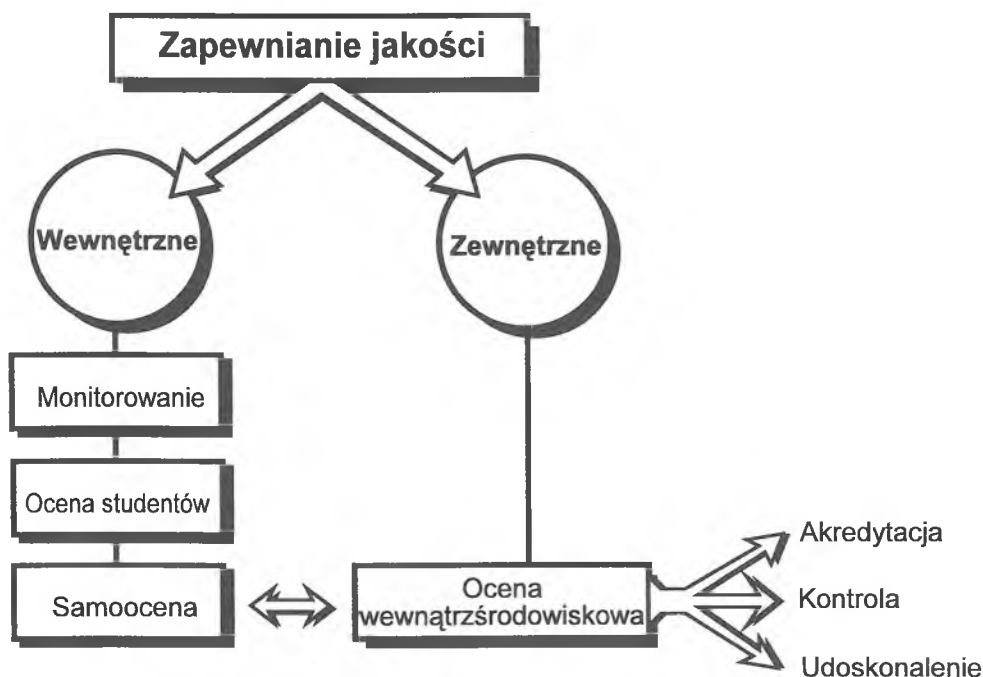 Zapewnianie jakości
Wewnętrzne
Zewnętrzne
Monitorowanie
Ocena studentów
Samoocena
Ocena
wewnątrzśrodowiskowa
Akredytacja
Kontrola
Udoskonalenie